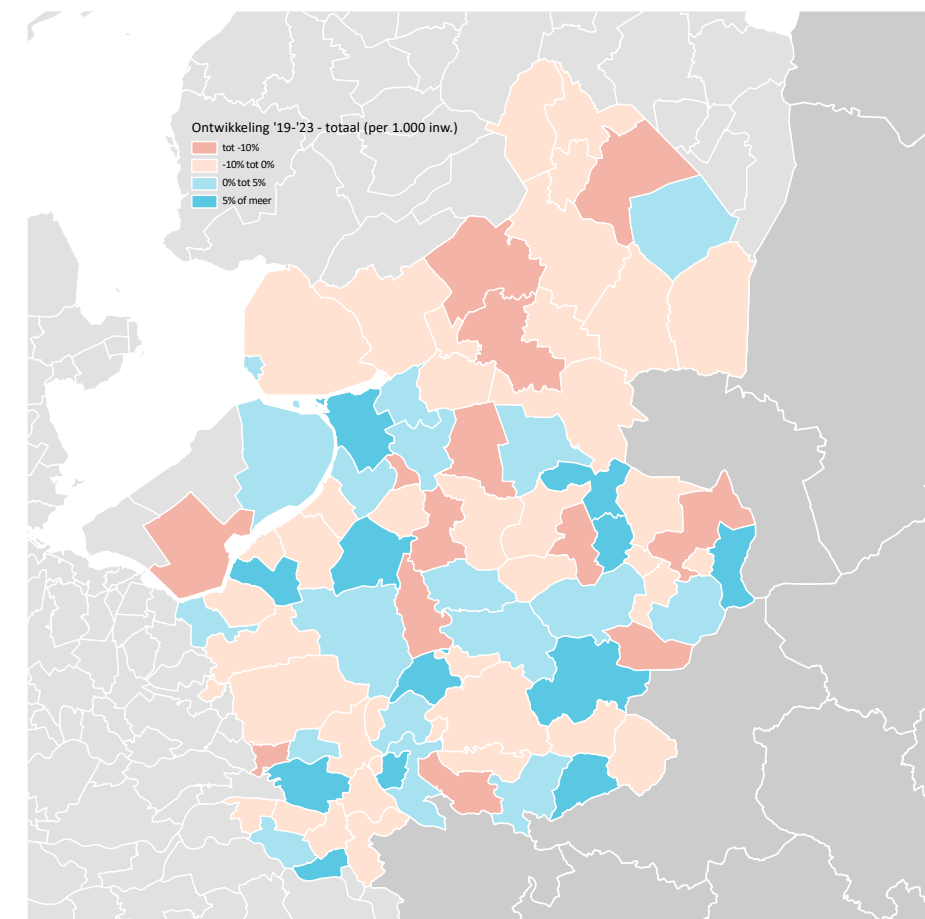 Ontwikkeling '19-'23 - totaal (per 1.000 inw.)
tot -10%
-10% tot 0%
0% tot 5%
5% of meer